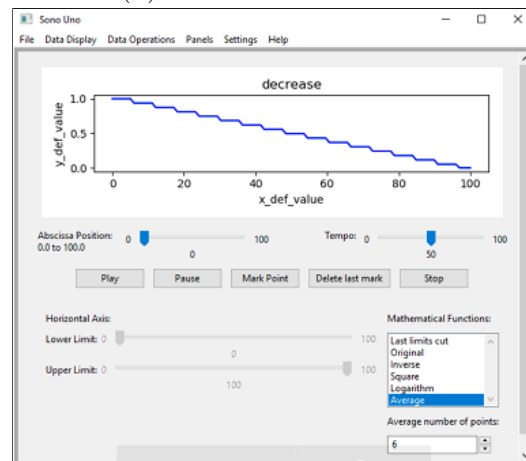 Sono Uno
File Data Display Data Operations Panels Settings Help
decrease
1.0
0.5
0.0
y_def_value
0 20 40 60 80 100
x_def_value
Abscissa Position: 0 100 Tempo: 0 100
0.0 to 100.0
0 50
Play Pause Mark Point Delete last mark Stop
Horizontal Axis: Mathematical Functions:
Lower Limit: 0 100
0
Upper Limit: 0 100
100
Last limits cut
Original
Inverse
Square
Logarithm
Average
Average number of points:
6